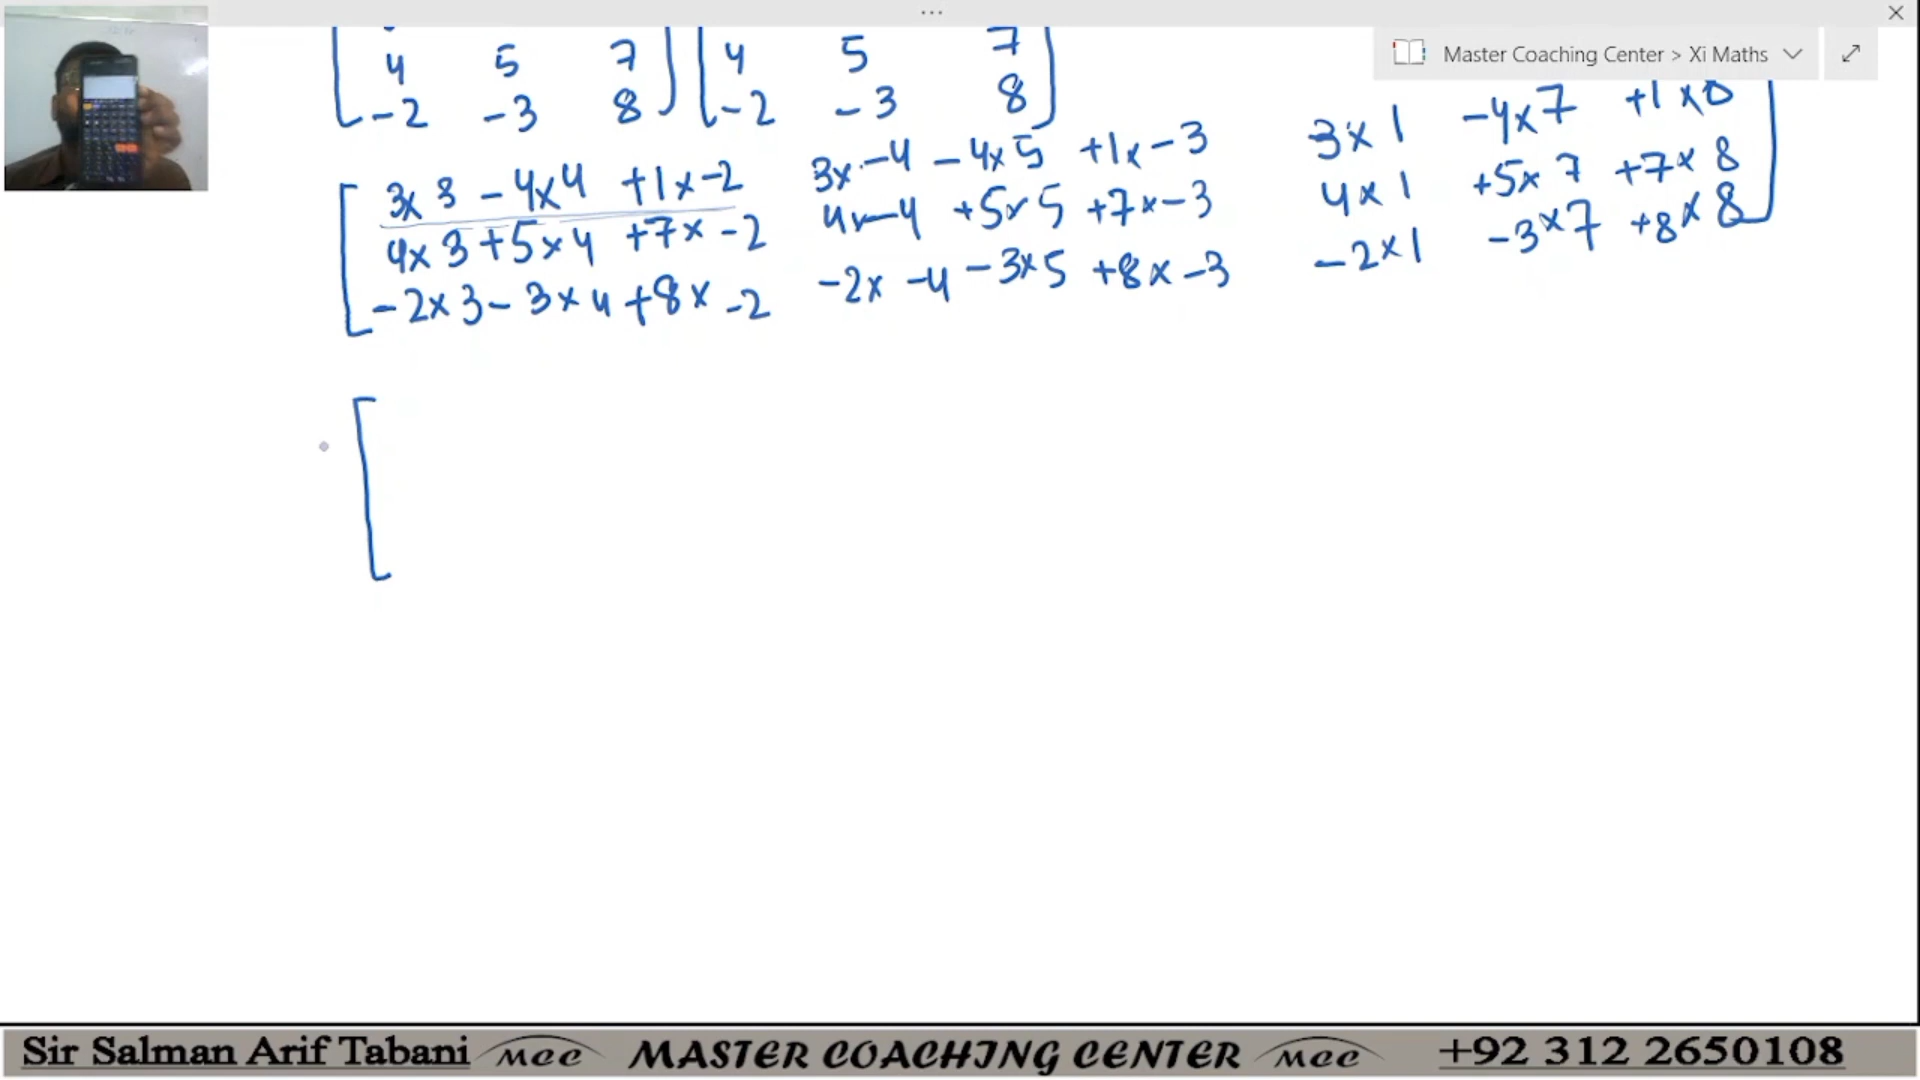 Master Coaching Center > Xi Maths
4 5 7 4 5 7
-2 -3 8 -2 -3 8
3x3 -4x4 +1x-2 3x-4 -4x5 +1x-3 3x1 -4x7 +1x8
4x3+5x4 +7x-2 4x-4 +5x5 +7x-3 4x1 +5x7 +7x8
-2x3-3x4+8x-2 -2x-4 -3x5 +8x-3 -2x1 -3x7 +8x8
Sir Salman Arif Tabani MCC MASTER COACHING CENTER MCC +92 312 2650108